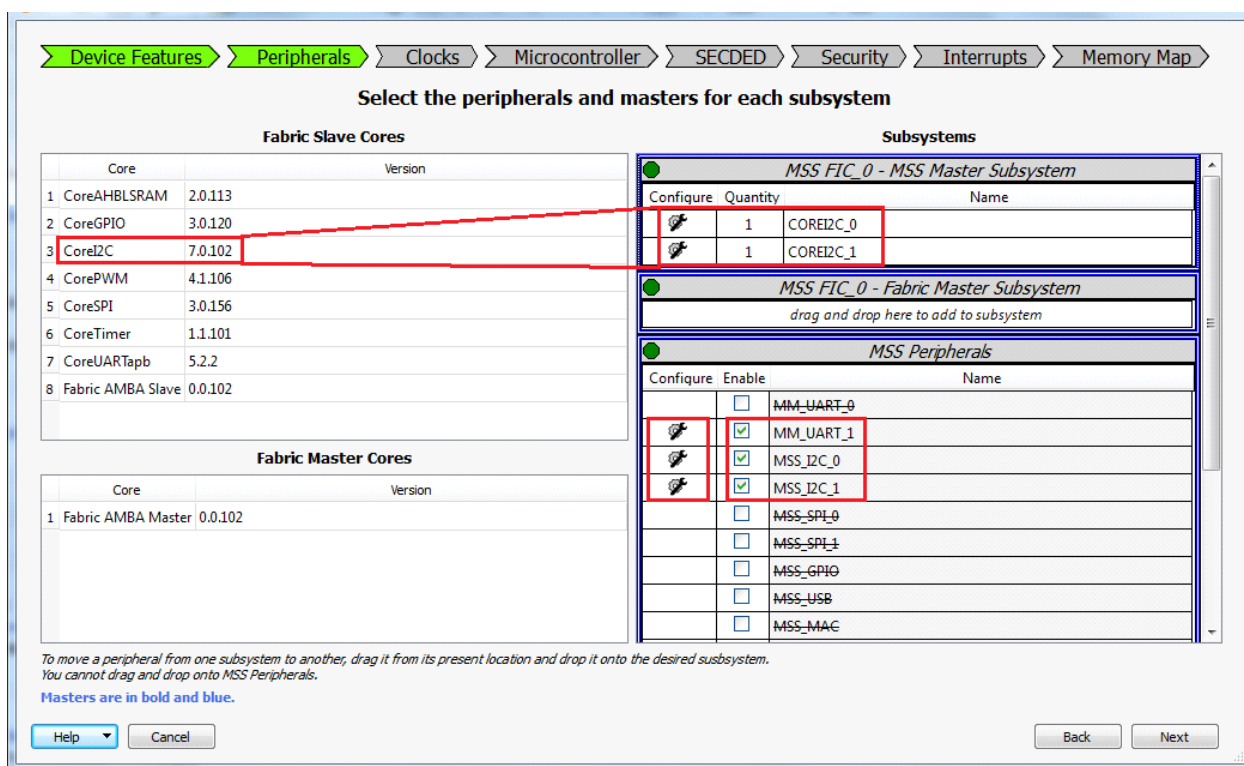 Device Features Peripherals Clocks Microcontroller SECDED Security Interrupts Memory Map
Select the peripherals and masters for each subsystem
Fabric Slave Cores
Core Version
1 CoreAHBLSRAM 2.0.113
2 CoreGPIO 3.0.120
3 CoreI2C 7.0.102
4 CorePWM 4.1.106
5 CoreSPI 3.0.156
6 CoreTimer 1.1.101
7 CoreUARTapb 5.2.2
8 Fabric AMBA Slave 0.0.102
Fabric Master Cores
Core Version
1 Fabric AMBA Master 0.0.102
Subsystems
MSS FIC_0 - MSS Master Subsystem
Configure Quantity Name
1 COREI2C_0
1 COREI2C_1
MSS FIC_0 - Fabric Master Subsystem
drag and drop here to add to subsystem
MSS Peripherals
Configure Enable Name
MM_UART_0
MM_UART_1
MSS_I2C_0
MSS_I2C_1
MSS_SPI_0
MSS_SPI_1
MSS_GPIO
MSS_USB
MSS_MAC
To move a peripheral from one subsystem to another, drag it from its present location and drop it onto the desired susbsystem.
You cannot drag and drop onto MSS Peripherals.
Masters are in bold and blue.
Help Cancel Back Next